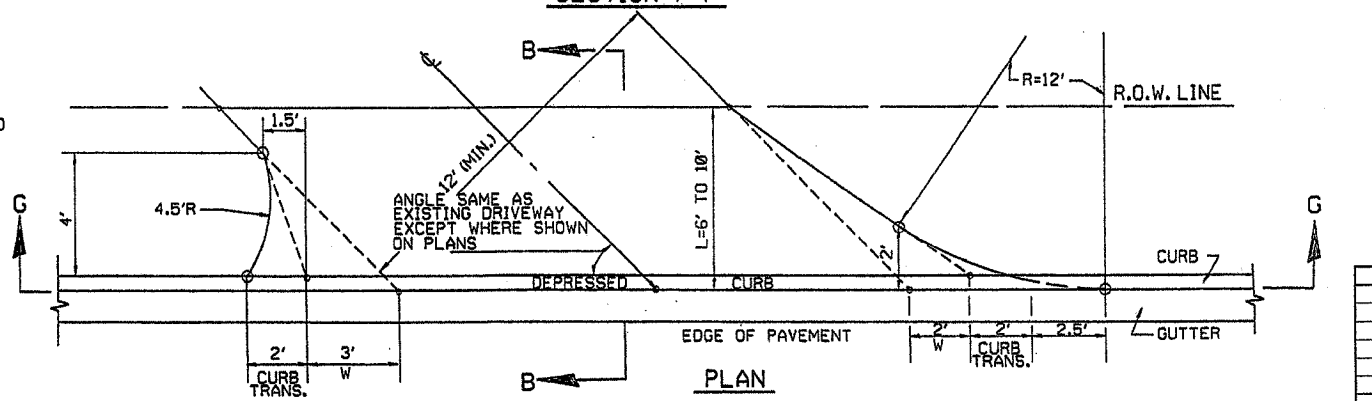 B
℄
R=12'
R.O.W. LINE
1.5'
12' (MIN.)
L=6' TO 10'
4'
4.5'R
ANGLE SAME AS
EXISTING DRIVEWAY
EXCEPT WHERE SHOWN
ON PLANS
G
G
2'
CURB
DEPRESSED CURB
EDGE OF PAVEMENT
GUTTER
2'
CURB
TRANS.
3'
W
2'
W
2'
CURB
TRANS.
2.5'
B
PLAN